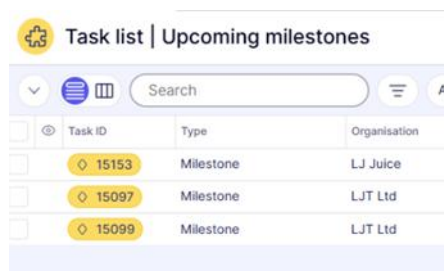 Task list | Upcoming milestones
Search
A
Task ID Type Organisation
15153 Milestone LJ Juice
15097 Milestone LJT Ltd
15099 Milestone LJT Ltd